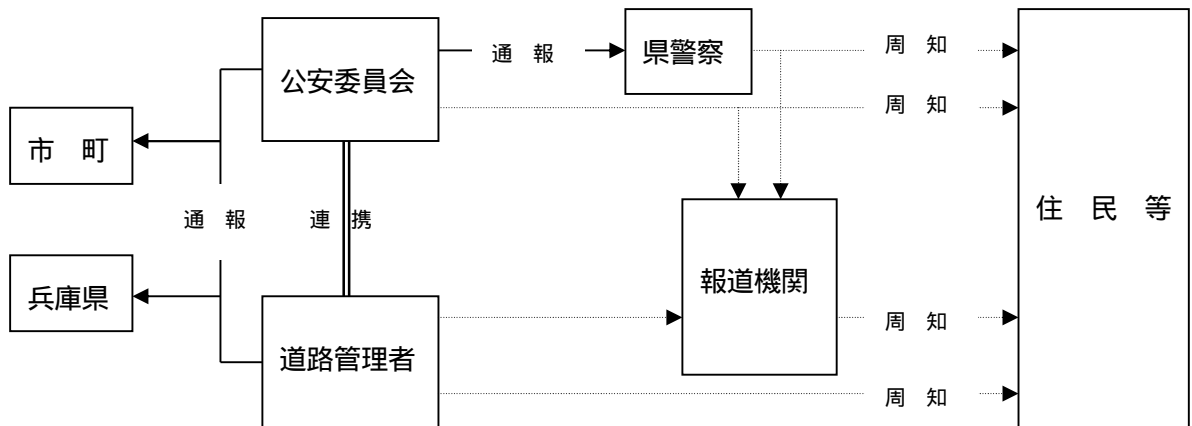 公安委員会
通　報
県警察
周　知
周　知
市　町
通　報
連　携
住　民　等
兵庫県
報道機関
道路管理者
周　知
周　知